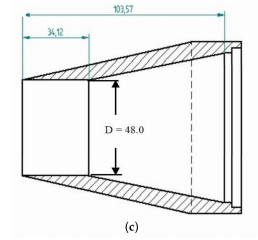 103,57
34,12
D = 48.0
(c)